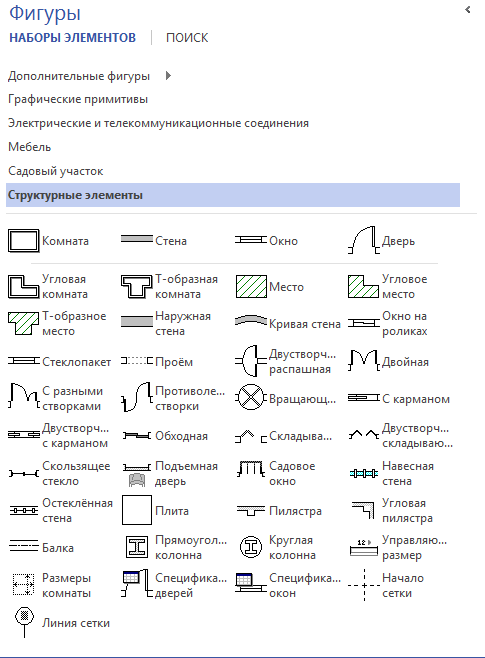 Фигуры
НАБОРЫ ЭЛЕМЕНТОВ ПОИСК
Дополнительные фигуры
Графические примитивы
Электрические и телекоммуникационные соединения
Мебель
Садовый участок
Структурные элементы
Комната Стена Окно Дверь
Угловая Т-образная Место Угловое
комната комната место
Т-образное Наружная Кривая стена Окно на
место стена роликах
Стеклопакет Проём Двустворч... Двойная
распашная
С разными Противоле... Вращающ... С карманом
створками створки
Двустворч... Обходная Складыва... Двустворч...
с карманом складываю...
Скользящее Подъемная Садовое Навесная
стекло дверь окно стена
Остеклённая Плита Пилястра Угловая
стена пилястра
Балка Прямоугол... Круглая Управляю...
колонна колонна размер
12
Размеры Специфика... Специфика... Начало
комнаты дверей окон сетки
Линия сетки